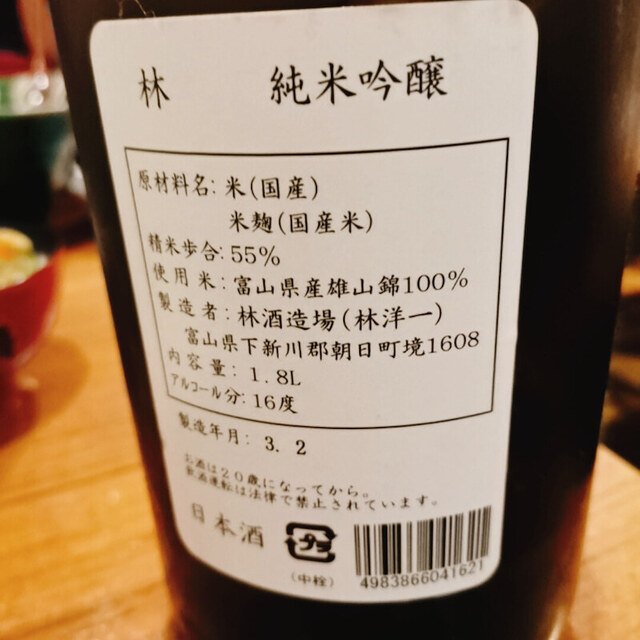 林 純米吟醸
原材料名: 米(国産)
米麹(国産米)
精米歩合: 55%
使用米: 富山県産雄山錦100%
製造者: 林酒造場(林洋一)
富山県下新川郡朝日町境1608
内容量: 1.8L
アルコール分: 16度
製造年月: 3. 2
お酒は20歳になってから。
飲酒運転は法律で禁止されています。
日本酒 プラ
(中栓)
4983866041621